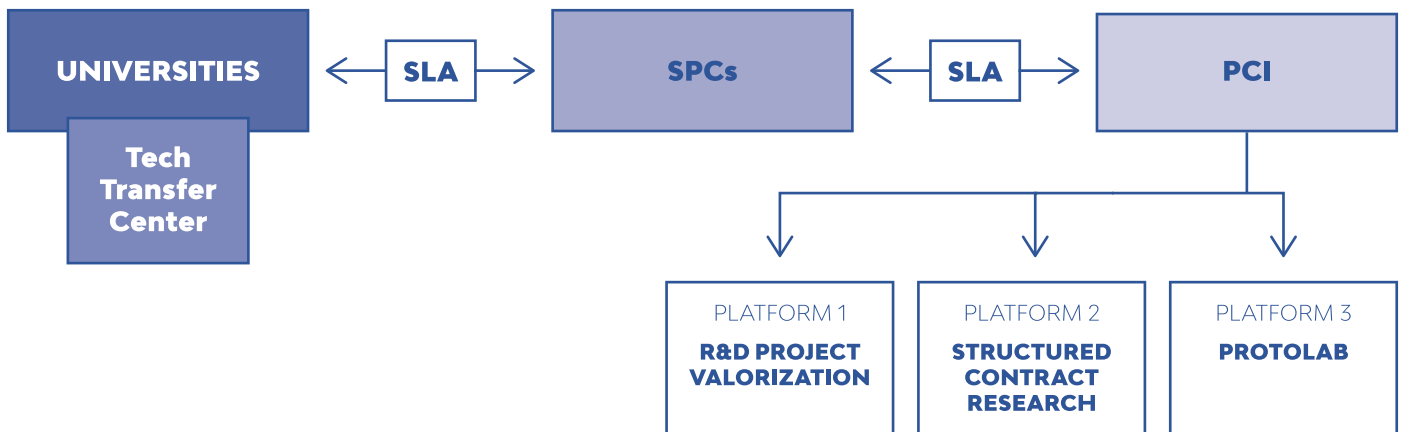 UNIVERSITIES
SLA
SPCs
SLA
PCI
Tech
Transfer
Center
PLATFORM 1
R&D PROJECT
VALORIZATION
PLATFORM 2
STRUCTURED
CONTRACT
RESEARCH
PLATFORM 3
PROTOLAB